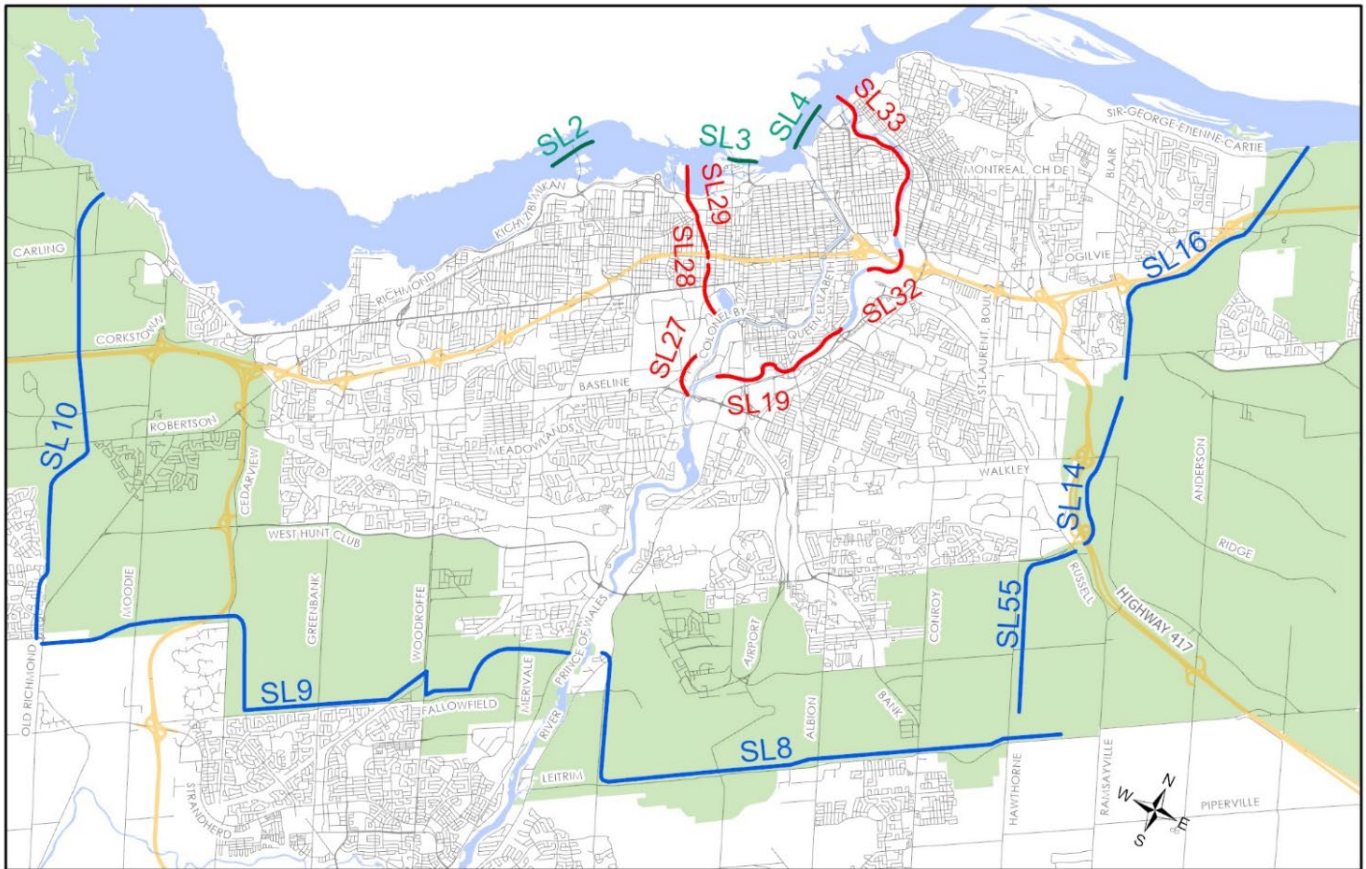 SL2
SL3
SL4
SL33
SIR-GEORGE-ÉTIENNE-CARTIE
SL29
MONTREAL, CH DE
BLAIR
KICHI ZIBI MIKAN
CARLING
SL28
OGILVIE
SL16
RICHMOND
QUEEN ELIZABETH
SL32
CORKSTOWN
COLONEL BY
ST-LAURENT, BOUL
SL27
BASELINE
SL19
SL10
ROBERTSON
MEADOWLANDS
CEDARVIEW
WALKLEY
SL14
ANDERSON
WEST HUNT CLUB
RIDGE
MOODIE
GREENBANK
WOODROFFE
PRINCE OF WALES
AIRPORT
CONROY
SL55
RUSSELL
HIGHWAY 417
OLD RICHMOND
SL9
FALLOWFIELD
MERIVALE
RIVER
ALBION
BANK
SL8
LEITRIM
STRANDHERD
HAWTHORNE
RAMSAYVILLE
PIPERVILLE
N
W
E
S